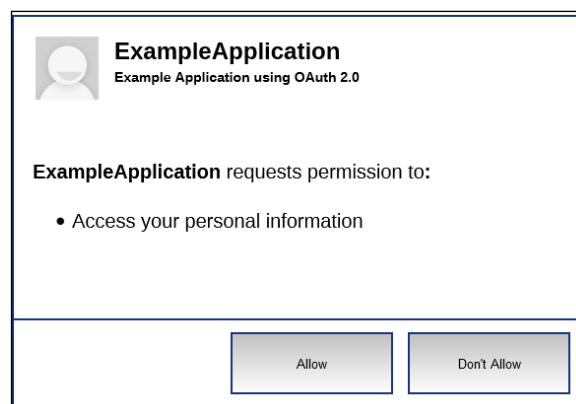 ExampleApplication
Example Application using OAuth 2.0
ExampleApplication requests permission to:
• Access your personal information
Allow Don't Allow